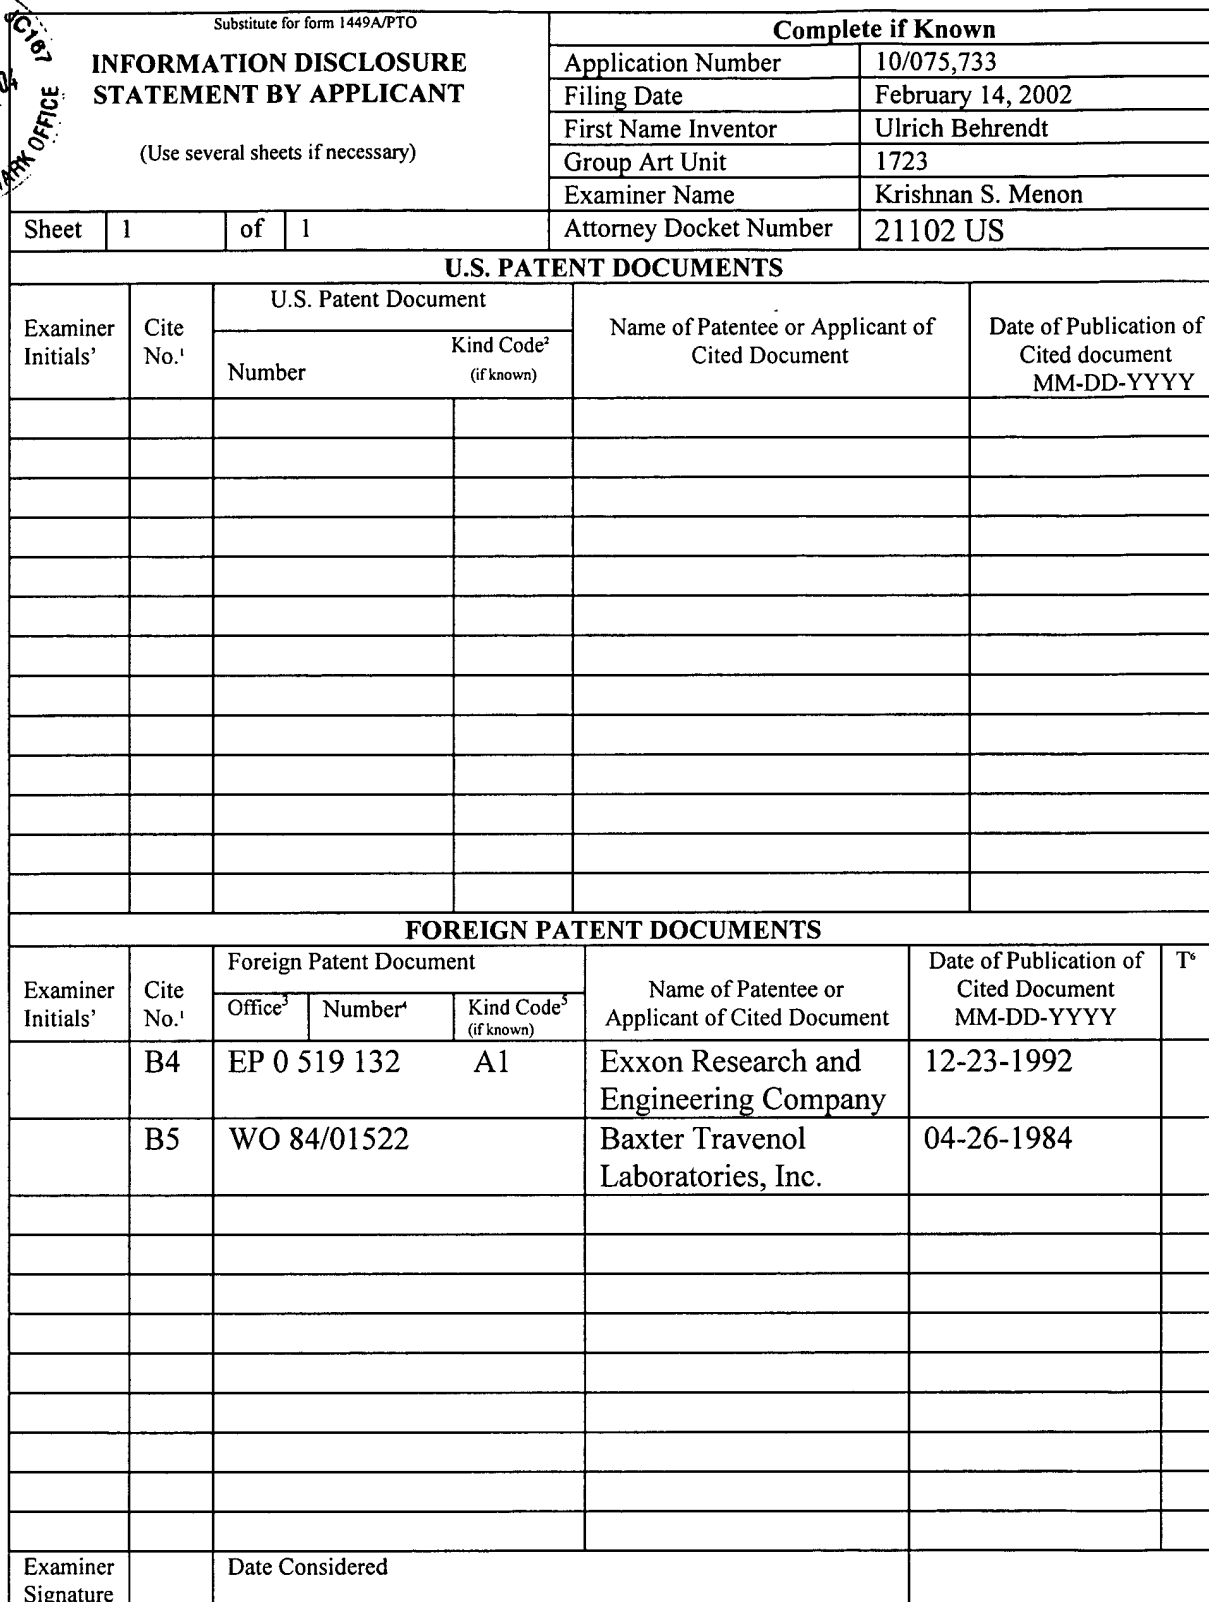 Substitute for form 1449A/PTO
INFORMATION DISCLOSURE
STATEMENT BY APPLICANT
(Use several sheets if necessary)
Sheet 1 of 1
Complete if Known
Application Number 10/075,733
Filing Date February 14, 2002
First Name Inventor Ulrich Behrendt
Group Art Unit 1723
Examiner Name Krishnan S. Menon
Attorney Docket Number 21102 US
U.S. PATENT DOCUMENTS
Examiner
Initials’
Cite
No.¹
U.S. Patent Document
Number
Kind Code²
(if known)
Name of Patentee or Applicant of
Cited Document
Date of Publication of
Cited document
MM-DD-YYYY
FOREIGN PATENT DOCUMENTS
Examiner
Initials’
Cite
No.¹
Foreign Patent Document
Office³
Number⁴
Kind Code⁵
(if known)
Name of Patentee or
Applicant of Cited Document
Date of Publication of
Cited Document
MM-DD-YYYY
T⁶
B4 EP 0 519 132 A1 Exxon Research and 12-23-1992
Engineering Company
B5 WO 84/01522 Baxter Travenol 04-26-1984
Laboratories, Inc.
Examiner
Signature
Date Considered